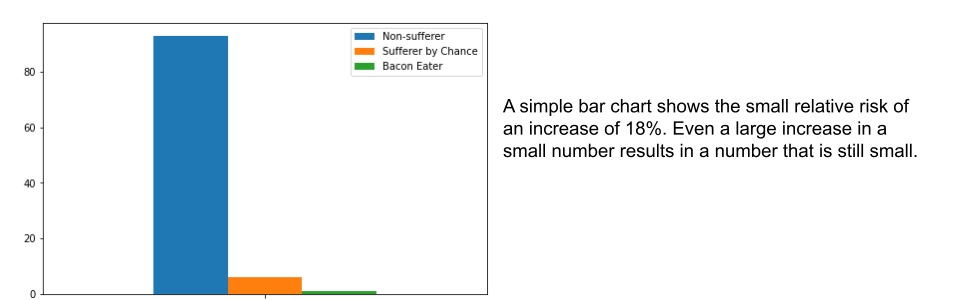 Non-sufferer
Sufferer by Chance
Bacon Eater
80
60
40
20
0
A simple bar chart shows the small relative risk of
an increase of 18%. Even a large increase in a
small number results in a number that is still small.